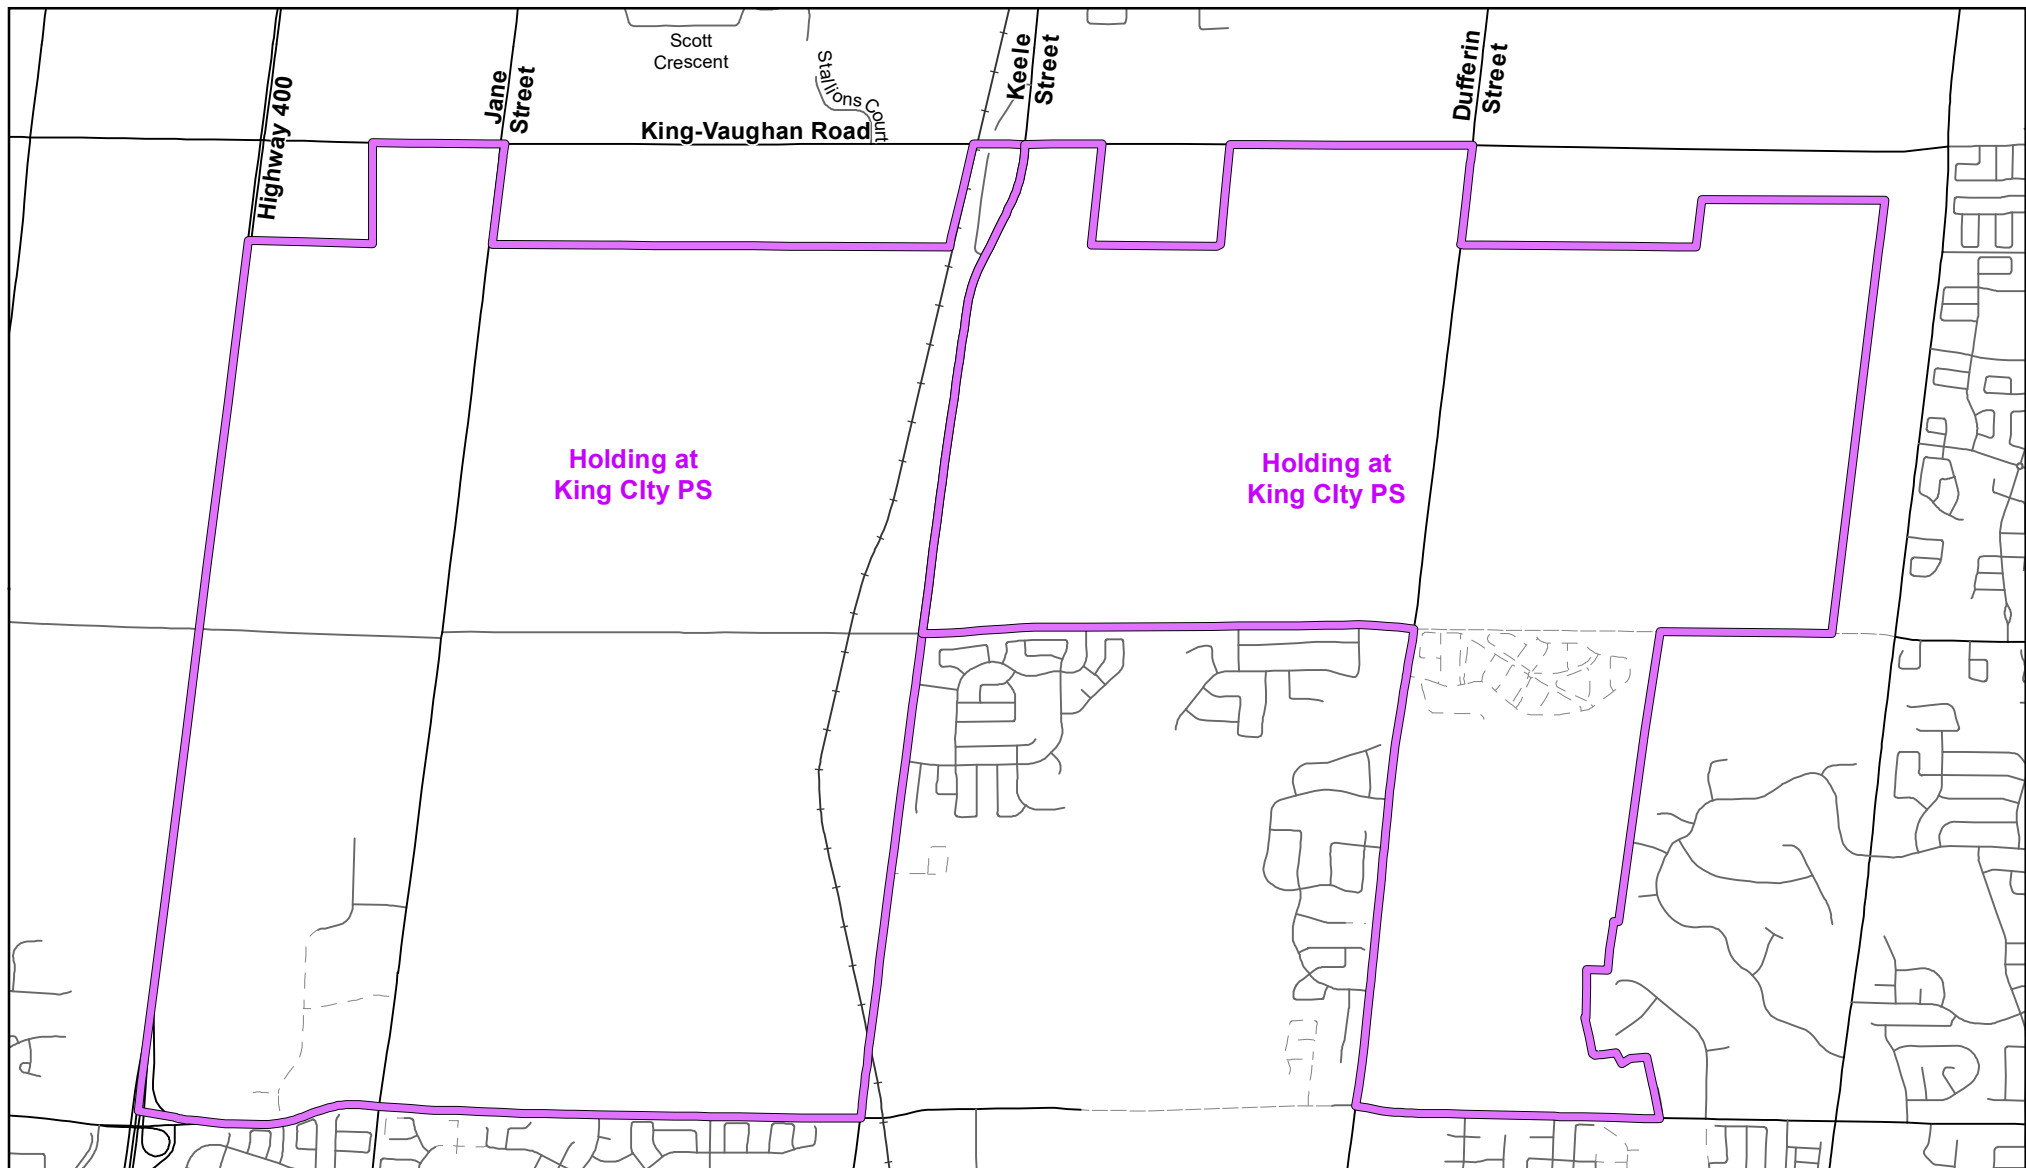 Scott
Crescent
Stallions Court
Keele
Street
Dufferin
Street
Jane
Street
Highway 400
King-Vaughan Road
Holding at
King CIty PS
Holding at
King CIty PS